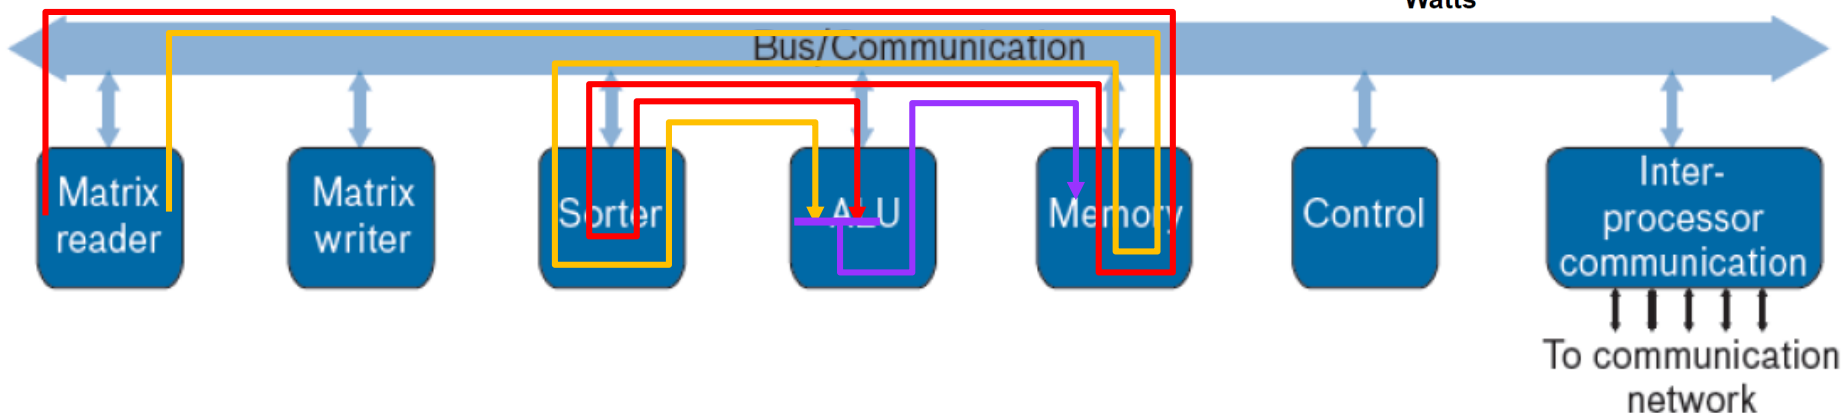 Watts
Bus/Communication
Matrix
reader
Matrix
writer
Sorter
ALU
Memory
Control
Inter-
processor
communication
To communication
network